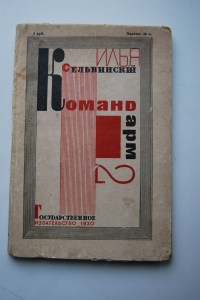 ИЛЬЯ
СЕЛЬВИНСКИЙ
КОМАНД
арм
2
ГОСУДАРСТВЕННОЕ
ИЗДАТЕЛЬСТВО 1930